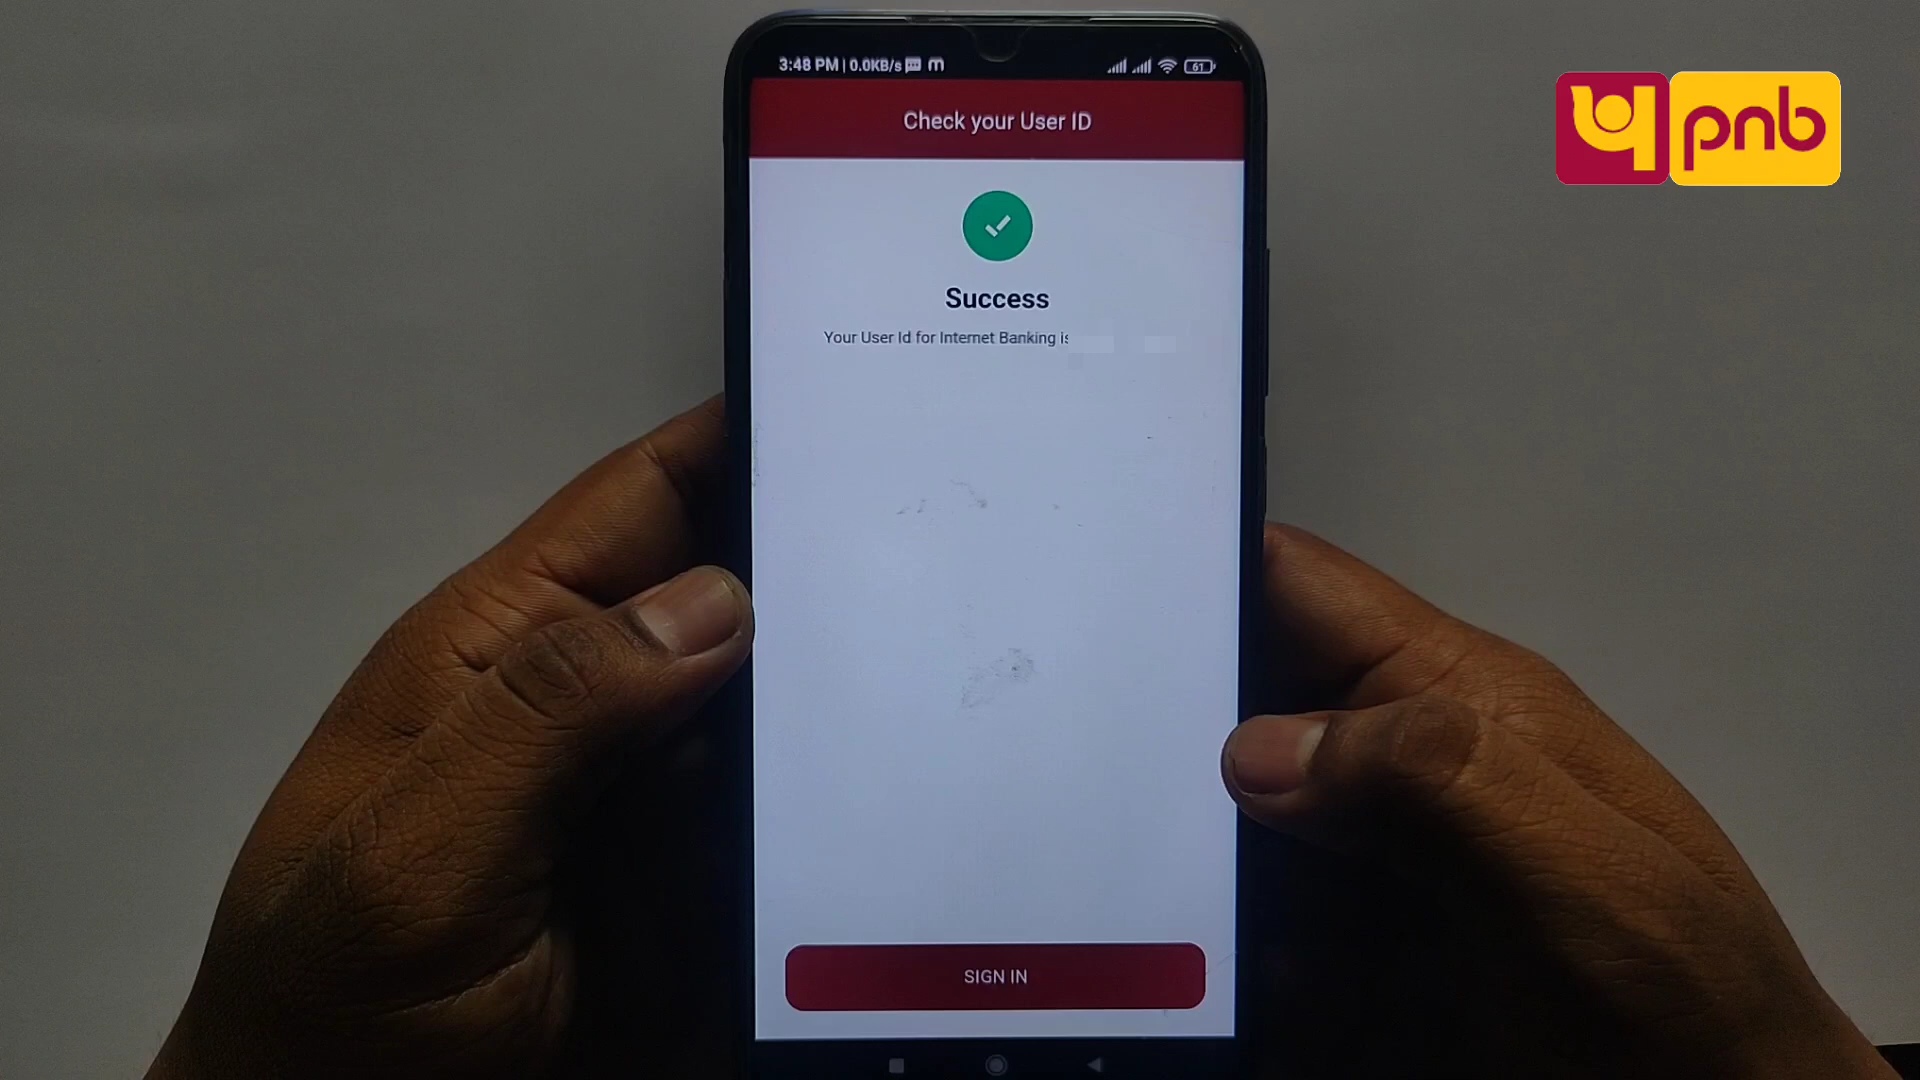 3:48 PM | 0.0KB/s
61
Check your User ID
pnb
Success
Your User Id for Internet Banking is
SIGN IN